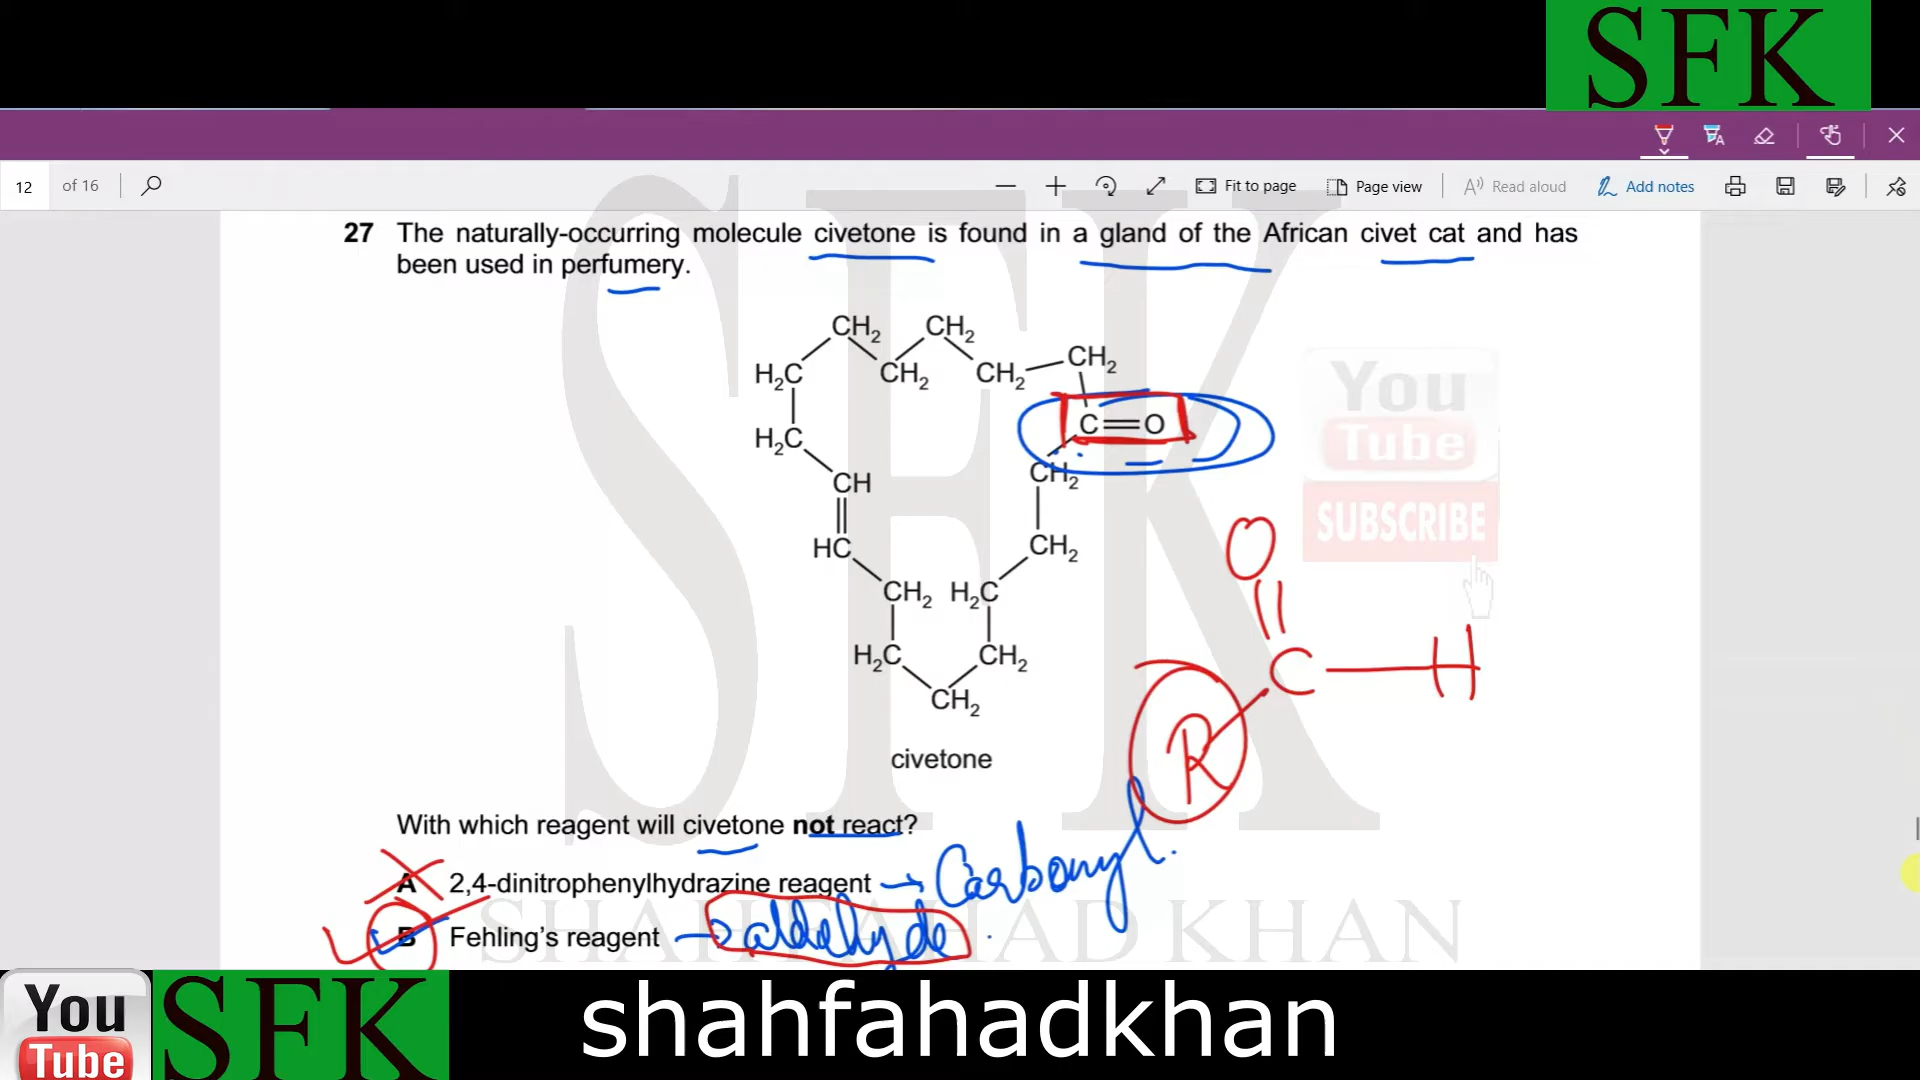 SFK
12 of 16
Fit to page
Page view
Read aloud
Add notes
27 The naturally-occurring molecule civetone is found in a gland of the African civet cat and has
been used in perfumery.
CH2 CH2
CH2
H2C CH2 CH2
C=O
H2C
CH2
CH
O
HC CH2
CH2 H2C
H2C CH2
C H
CH2
R
civetone
You
Tube
SUBSCRIBE
With which reagent will civetone not react?
A 2,4-dinitrophenylhydrazine reagent → Carbonyl.
B Fehling's reagent → aldehyde
SFK
SHAHFAHAD KHAN
You
Tube
SFK
shahfahadkhan